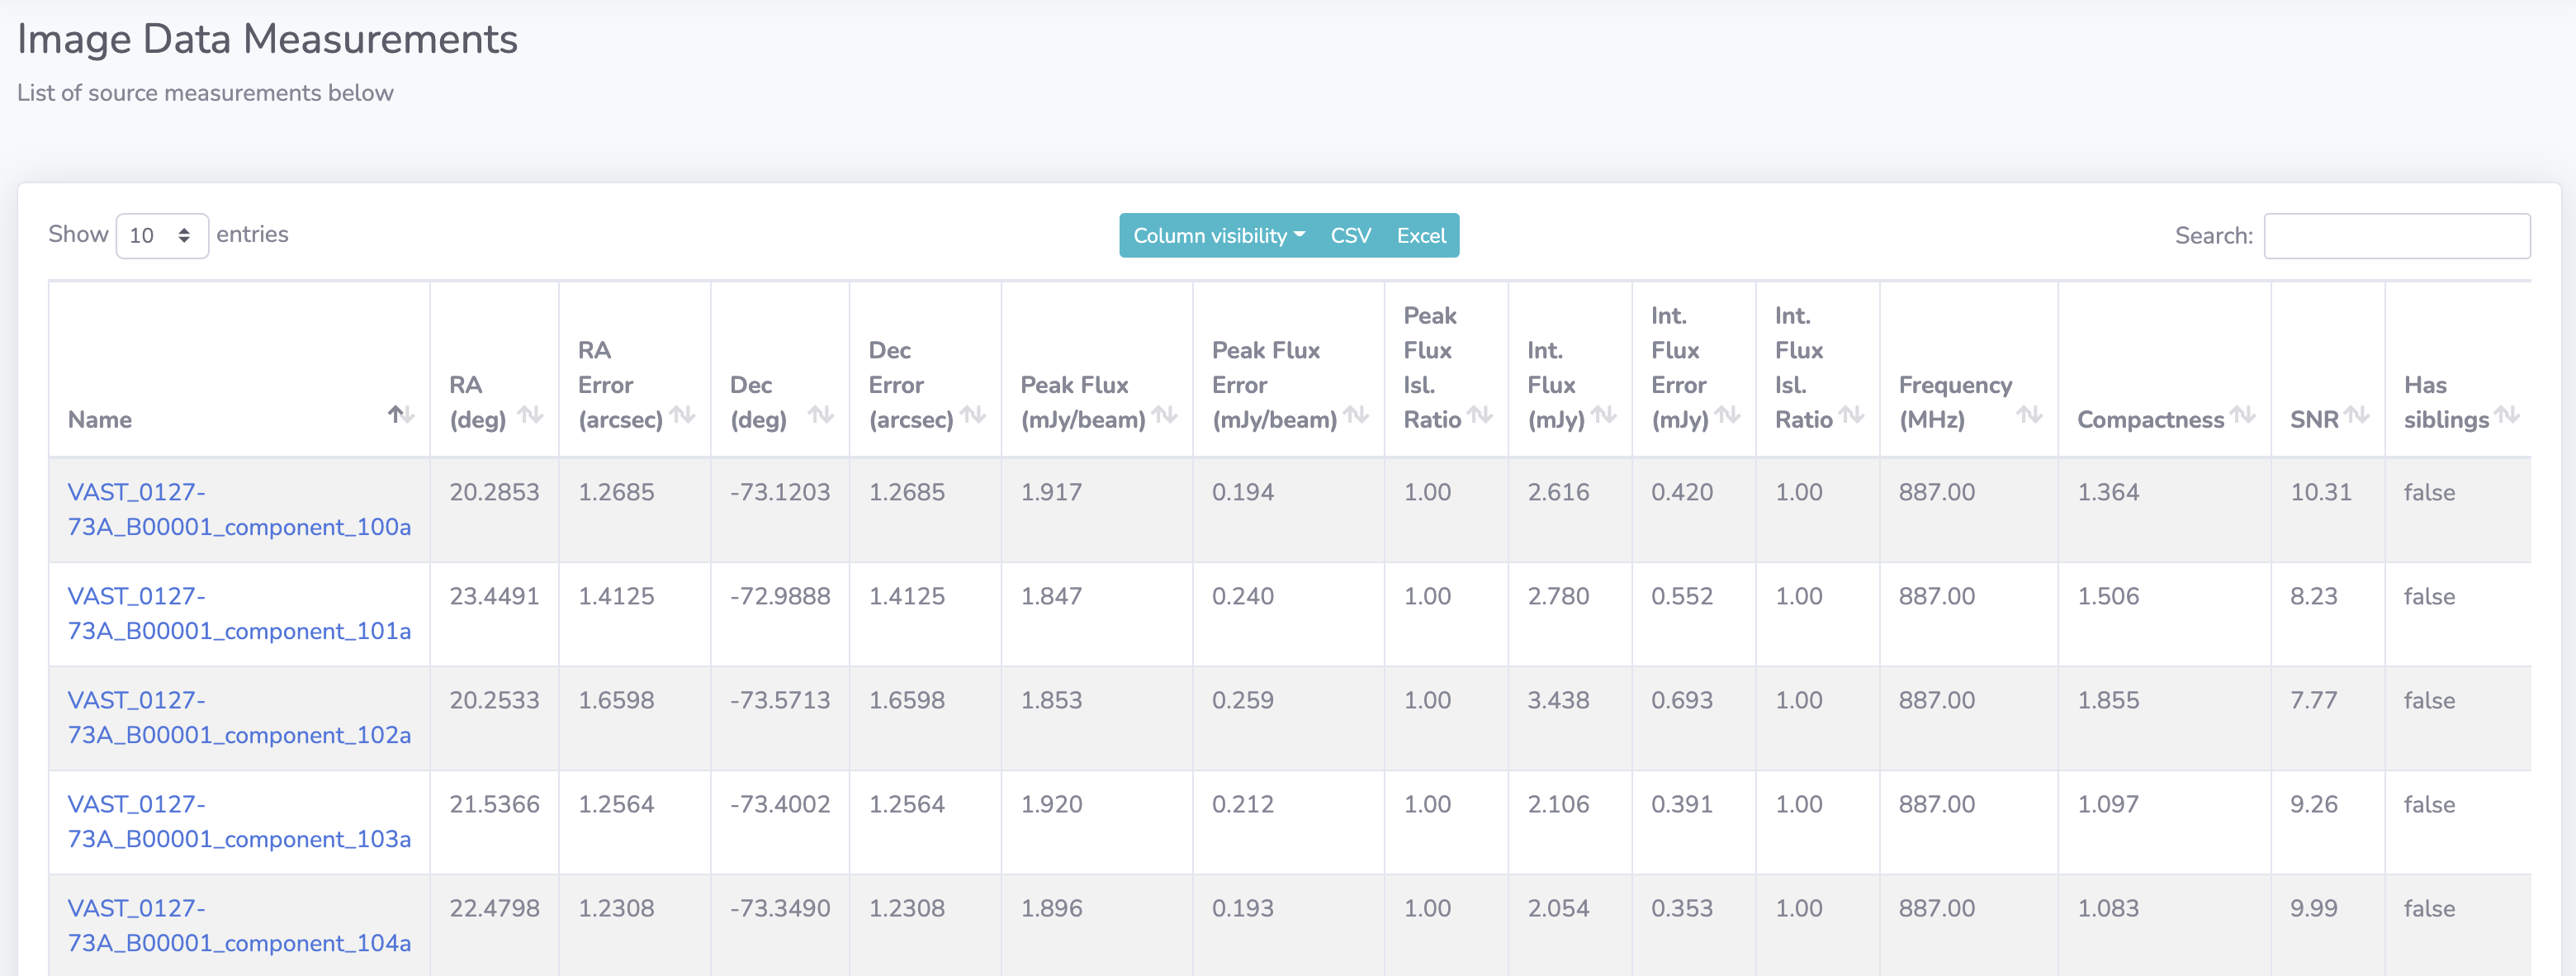 Image Data Measurements
List of source measurements below
Show 10 entries
Column visibility CSV Excel
Search:
Name
RA
(deg)
RA
Error
(arcsec)
Dec
(deg)
Dec
Error
(arcsec)
Peak Flux
(mJy/beam)
Peak Flux
Error
(mJy/beam)
Peak
Flux
Isl.
Ratio
Int.
Flux
(mJy)
Int.
Flux
Error
(mJy)
Int.
Flux
Isl.
Ratio
Frequency
(MHz)
Compactness
SNR
Has
siblings
VAST_0127- 20.2853 1.2685 -73.1203 1.2685 1.917 0.194 1.00 2.616 0.420 1.00 887.00 1.364 10.31 false
73A_B00001_component_100a
VAST_0127- 23.4491 1.4125 -72.9888 1.4125 1.847 0.240 1.00 2.780 0.552 1.00 887.00 1.506 8.23 false
73A_B00001_component_101a
VAST_0127- 20.2533 1.6598 -73.5713 1.6598 1.853 0.259 1.00 3.438 0.693 1.00 887.00 1.855 7.77 false
73A_B00001_component_102a
VAST_0127- 21.5366 1.2564 -73.4002 1.2564 1.920 0.212 1.00 2.106 0.391 1.00 887.00 1.097 9.26 false
73A_B00001_component_103a
VAST_0127- 22.4798 1.2308 -73.3490 1.2308 1.896 0.193 1.00 2.054 0.353 1.00 887.00 1.083 9.99 false
73A_B00001_component_104a